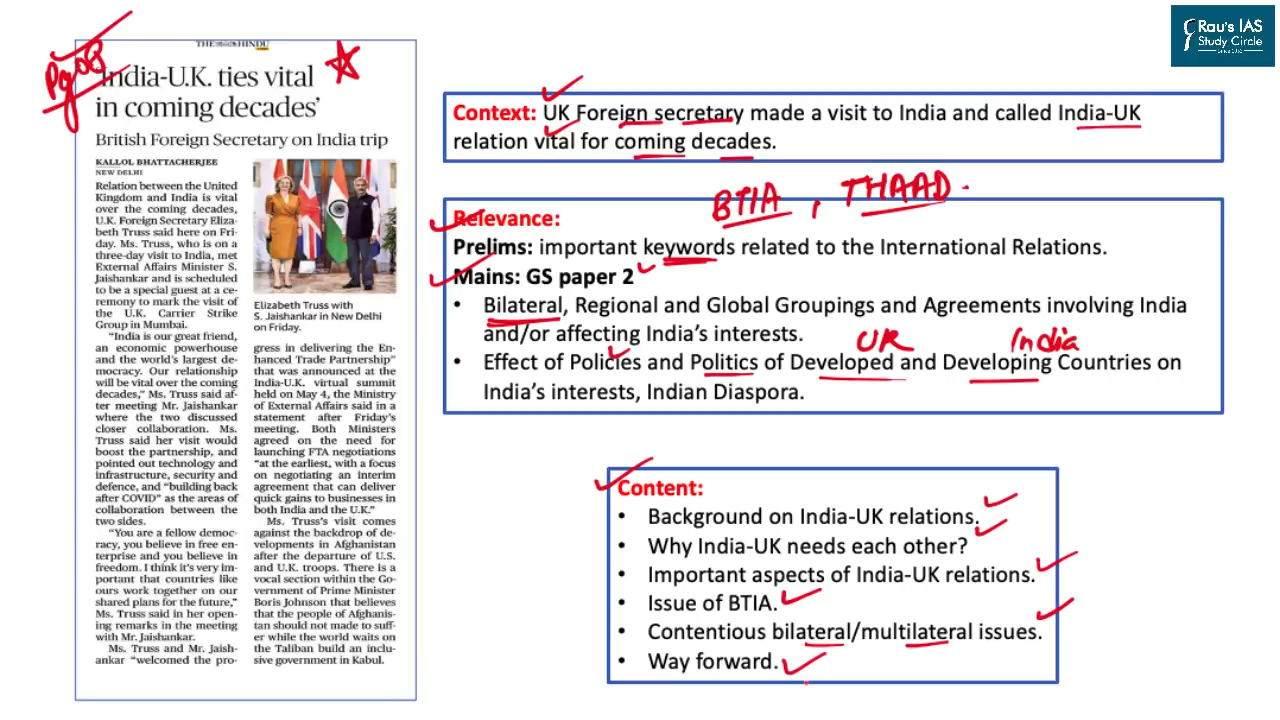 Rau's IAS
Study Circle
Pg 08
THE HINDU
'India-U.K. ties vital
in coming decades'
British Foreign Secretary on India trip
KALLOL BHATTACHERJEE
NEW DELHI
Relation between the United
Kingdom and India is vital
over the coming decades,
U.K. Foreign Secretary Eliza-
beth Truss said here on Fri-
day. Ms. Truss, who is on a
three-day visit to India, met
External Affairs Minister S.
Jaishankar and is scheduled
to be a special guest at a ce-
remony to mark the visit of
the U.K. Carrier Strike
Group in Mumbai.
"India is our great friend,
an economic powerhouse
and the world's largest de-
mocracy. Our relationship
will be vital over the coming
decades," Ms. Truss said af-
ter meeting Mr. Jaishankar
where the two discussed
closer collaboration. Ms.
Truss said her visit would
boost the partnership, and
pointed out technology and
infrastructure, security and
defence, and "building back
after COVID" as the areas of
collaboration between the
two sides.
"You are a fellow democ-
racy, you believe in free en-
terprise and you believe in
freedom. I think it's very im-
portant that countries like
ours work together on our
shared plans for the future,"
Ms. Truss said in her open-
ing remarks in the meeting
with Mr. Jaishankar.
Ms. Truss and Mr. Jaish-
ankar "welcomed the pro-
Elizabeth Truss with
S. Jaishankar in New Delhi
on Friday.
gress in delivering the En-
hanced Trade Partnership"
that was announced at the
India-U.K. virtual summit
held on May 4, the Ministry
of External Affairs said in a
statement after Friday's
meeting. Both Ministers
agreed on the need for
launching FTA negotiations
"at the earliest, with a focus
on negotiating an interim
agreement that can deliver
quick gains to businesses in
both India and the U.K."
Ms. Truss's visit comes
against the backdrop of de-
velopments in Afghanistan
after the departure of U.S.
and U.K. troops. There is a
vocal section within the Go-
vernment of Prime Minister
Boris Johnson that believes
that the people of Afghanis-
tan should not made to suff-
er while the world waits on
the Taliban build an inclu-
sive government in Kabul.
Context: UK Foreign secretary made a visit to India and called India-UK
relation vital for coming decades.
BTIA, THAAD.
Relevance:
Prelims: important keywords related to the International Relations.
Mains: GS paper 2
• Bilateral, Regional and Global Groupings and Agreements involving India
and/or affecting India's interests.
UK India
• Effect of Policies and Politics of Developed and Developing Countries on
India's interests, Indian Diaspora.
Content:
• Background on India-UK relations.
• Why India-UK needs each other?
• Important aspects of India-UK relations.
• Issue of BTIA.
• Contentious bilateral/multilateral issues.
• Way forward.